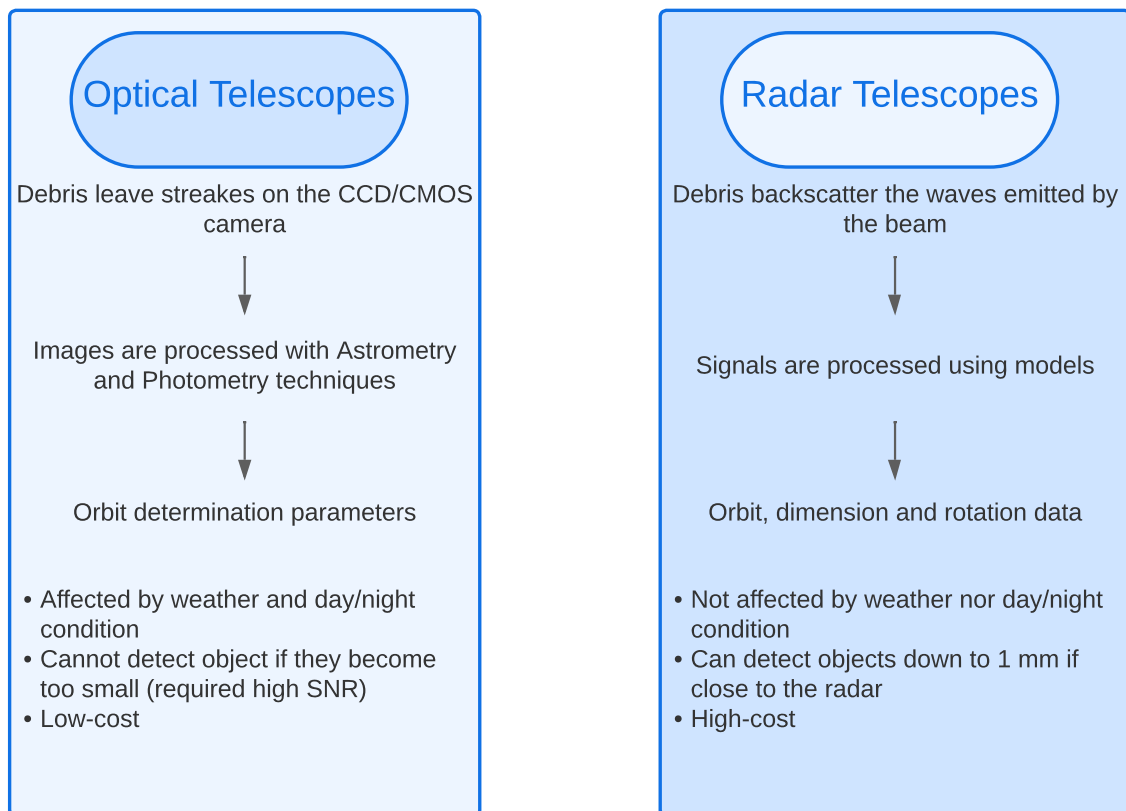 Optical Telescopes
Debris leave streakes on the CCD/CMOS
camera
Images are processed with Astrometry
and Photometry techniques
Orbit determination parameters
• Affected by weather and day/night
condition
• Cannot detect object if they become
too small (required high SNR)
• Low-cost
Radar Telescopes
Debris backscatter the waves emitted by
the beam
Signals are processed using models
Orbit, dimension and rotation data
• Not affected by weather nor day/night
condition
• Can detect objects down to 1 mm if
close to the radar
• High-cost